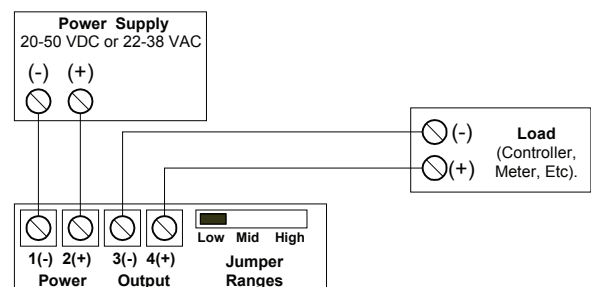 Power Supply
20-50 VDC or 22-38 VAC
(-) (+)
(-)
(+)
Load
(Controller,
Meter, Etc).
Low Mid High
1(-) 2(+) 3(-) 4(+)
Power Output
Jumper
Ranges